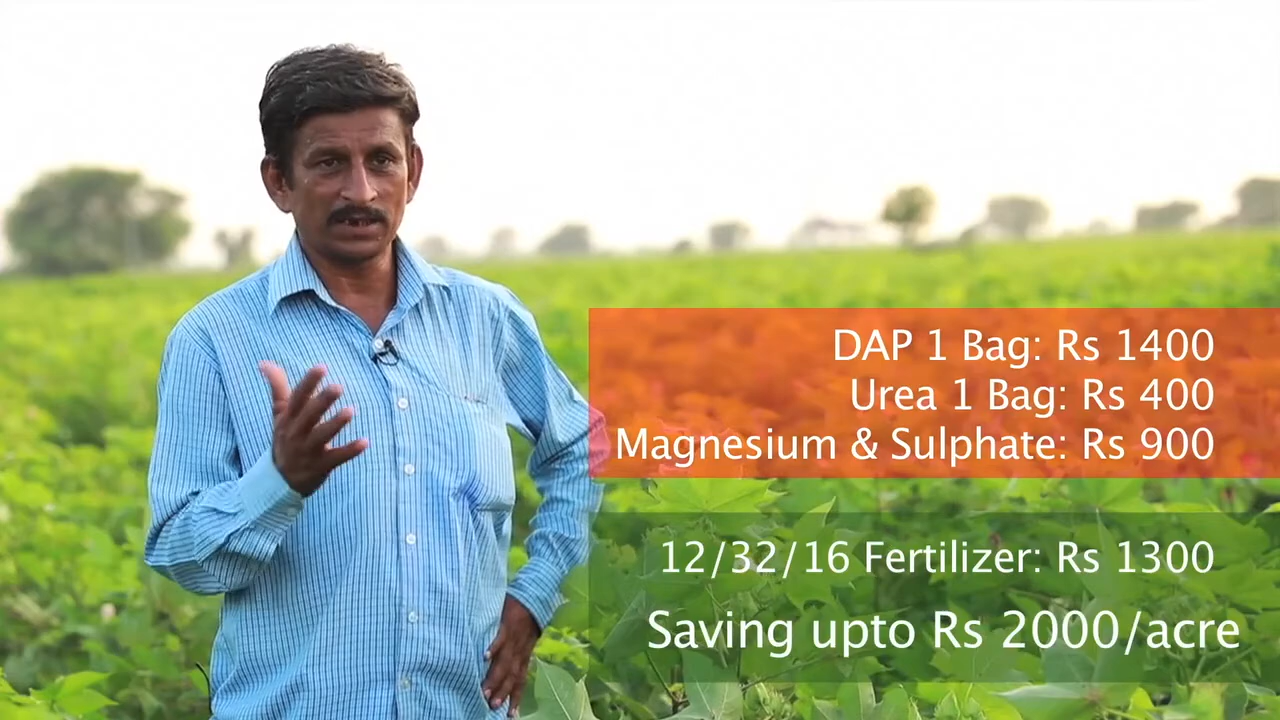 DAP 1 Bag: Rs 1400
Urea 1 Bag: Rs 400
Magnesium & Sulphate: Rs 900
12/32/16 Fertilizer: Rs 1300
Saving upto Rs 2000/acre